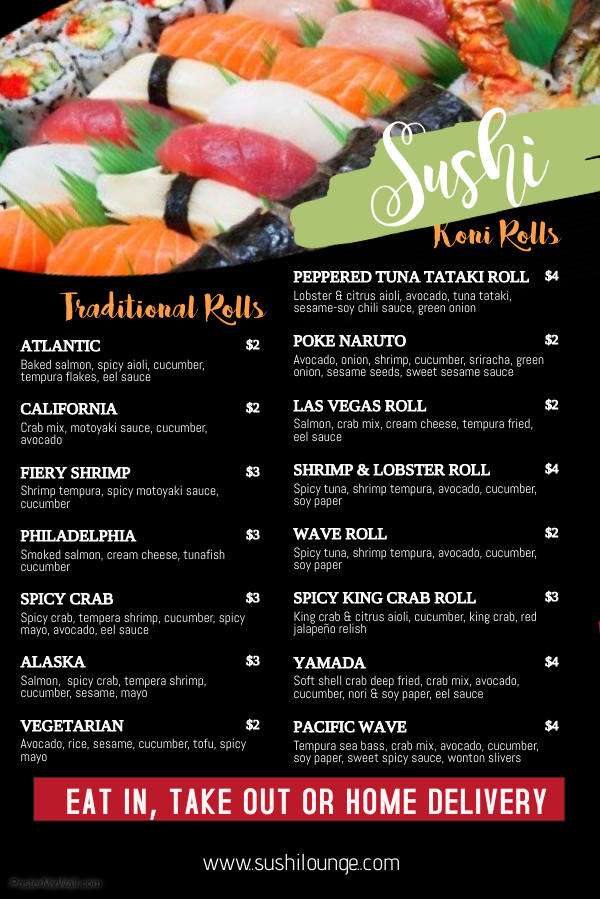 Sushi
Koni Rolls
PEPPERED TUNA TATAKI ROLL $4
Lobster & citrus aioli, avocado, tuna tataki,
sesame-soy chili sauce, green onion
POKE NARUTO $2
Avocado, onion, shrimp, cucumber, sriracha, green
onion, sesame seeds, sweet sesame sauce
LAS VEGAS ROLL $2
Salmon, crab mix, cream cheese, tempura fried,
eel sauce
SHRIMP & LOBSTER ROLL $4
Spicy tuna, shrimp tempura, avocado, cucumber,
soy paper
WAVE ROLL $2
Spicy tuna, shrimp tempura, avocado, cucumber,
soy paper
SPICY KING CRAB ROLL $3
King crab & citrus aioli, cucumber, king crab, red
jalapeño relish
YAMADA $4
Soft shell crab deep fried, crab mix, avocado,
cucumber, nori & soy paper, eel sauce
PACIFIC WAVE $4
Tempura sea bass, crab mix, avocado, cucumber,
soy paper, sweet spicy sauce, wonton slivers
Traditional Rolls
ATLANTIC $2
Baked salmon, spicy aioli, cucumber,
tempura flakes, eel sauce
CALIFORNIA $2
Crab mix, motoyaki sauce, cucumber,
avocado
FIERY SHRIMP $3
Shrimp tempura, spicy motoyaki sauce,
cucumber
PHILADELPHIA $3
Smoked salmon, cream cheese, tunafish
cucumber
SPICY CRAB $3
Spicy crab, tempera shrimp, cucumber, spicy
mayo, avocado, eel sauce
ALASKA $3
Salmon, spicy crab, tempera shrimp,
cucumber, sesame, mayo
VEGETARIAN $2
Avocado, rice, sesame, cucumber, tofu, spicy
mayo
EAT IN, TAKE OUT OR HOME DELIVERY
www.sushilounge.com
PosterMyWall.com